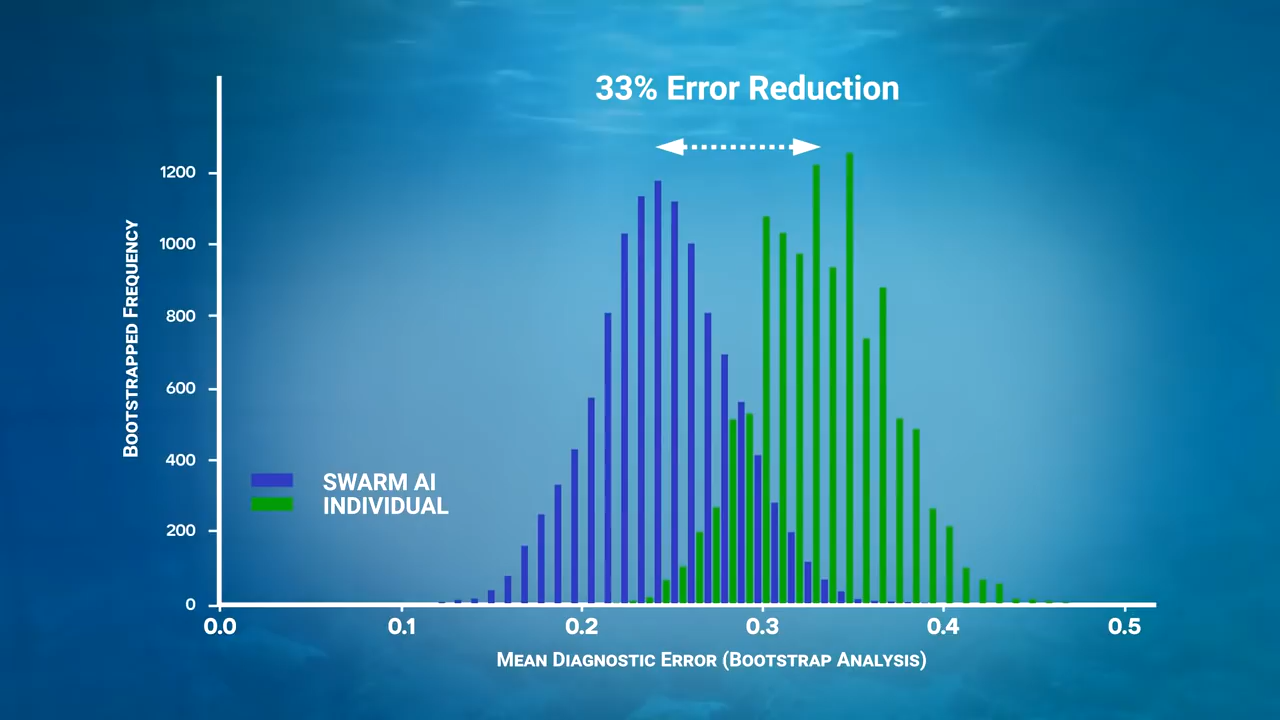 33% Error Reduction
1200
1000
800
600
400
200
0
BOOTSTRAPPED FREQUENCY
SWARM AI
INDIVIDUAL
0.0 0.1 0.2 0.3 0.4 0.5
MEAN DIAGNOSTIC ERROR (BOOTSTRAP ANALYSIS)